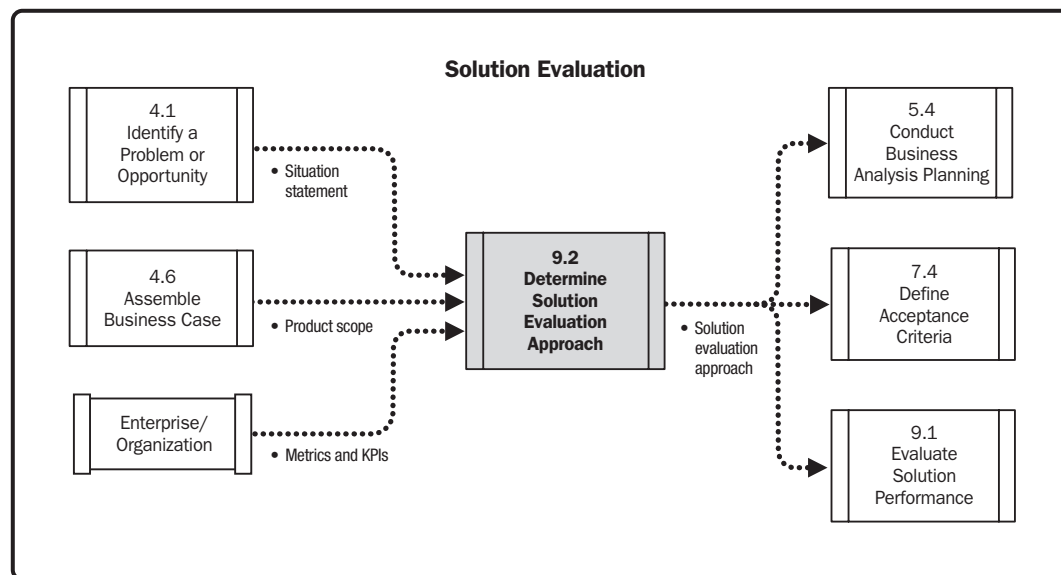 Solution Evaluation
4.1
Identify a
Problem or
Opportunity
• Situation
statement
4.6
Assemble
Business Case
• Product scope
Enterprise/
Organization
• Metrics and KPIs
9.2
Determine
Solution
Evaluation
Approach
• Solution
evaluation
approach
5.4
Conduct
Business
Analysis Planning
7.4
Define
Acceptance
Criteria
9.1
Evaluate
Solution
Performance